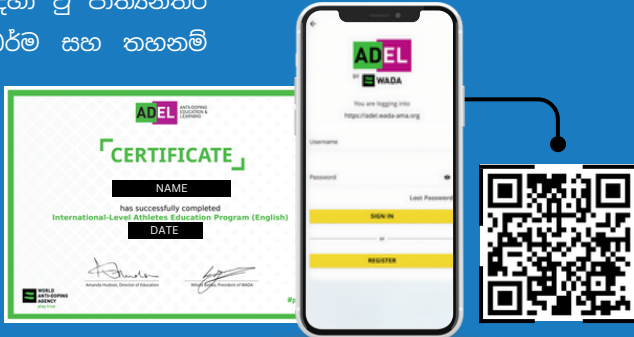 සහ තහනම්
ADEL ANTI-DOPING
EDUCATION &
LEARNING
CERTIFICATE
NAME
has successfully completed
International-Level Athletes Education Program (English)
DATE
Amanda Hudson, Director of Education
President of WADA
WORLD
ANTI-DOPING
AGENCY
play true
ADEL
BY WADA
You are logging into
https://adel.wada-ama.org
Username
Password
Lost Password
SIGN IN
or
REGISTER